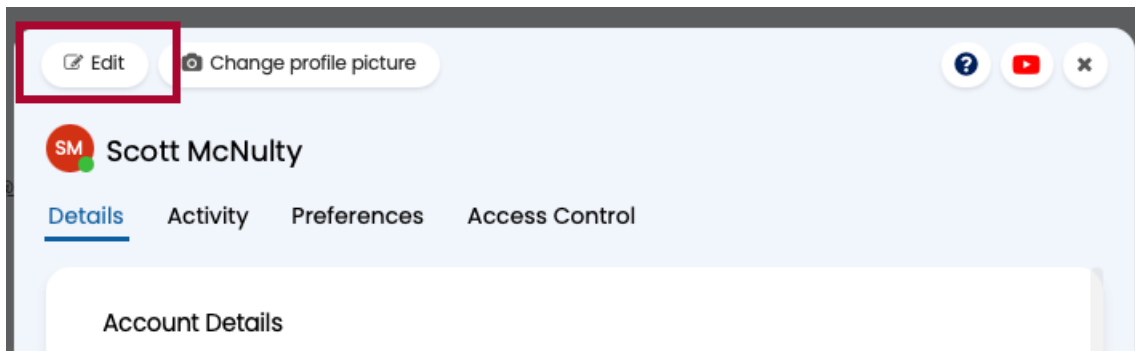 Edit Change profile picture
SM Scott McNulty
Details Activity Preferences Access Control
Account Details